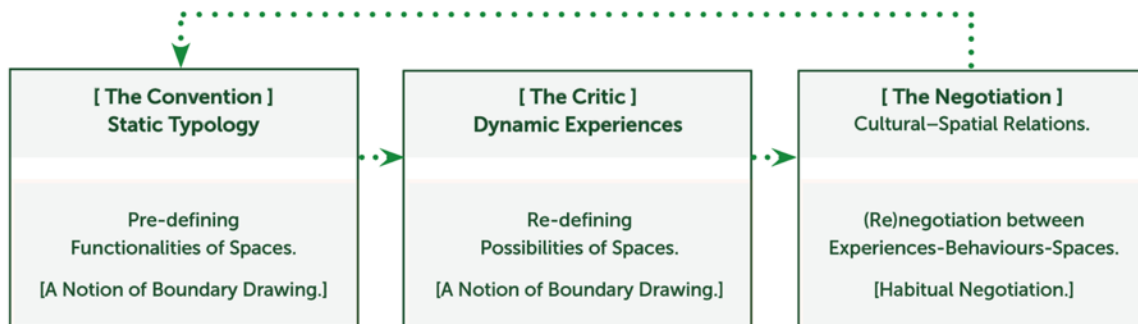 [ The Convention ]
Static Typology
Pre-defining
Functionalities of Spaces.
[A Notion of Boundary Drawing.]
[ The Critic ]
Dynamic Experiences
Re-defining
Possibilities of Spaces.
[A Notion of Boundary Drawing.]
[ The Negotiation ]
Cultural–Spatial Relations.
(Re)negotiation between
Experiences-Behaviours-Spaces.
[Habitual Negotiation.]